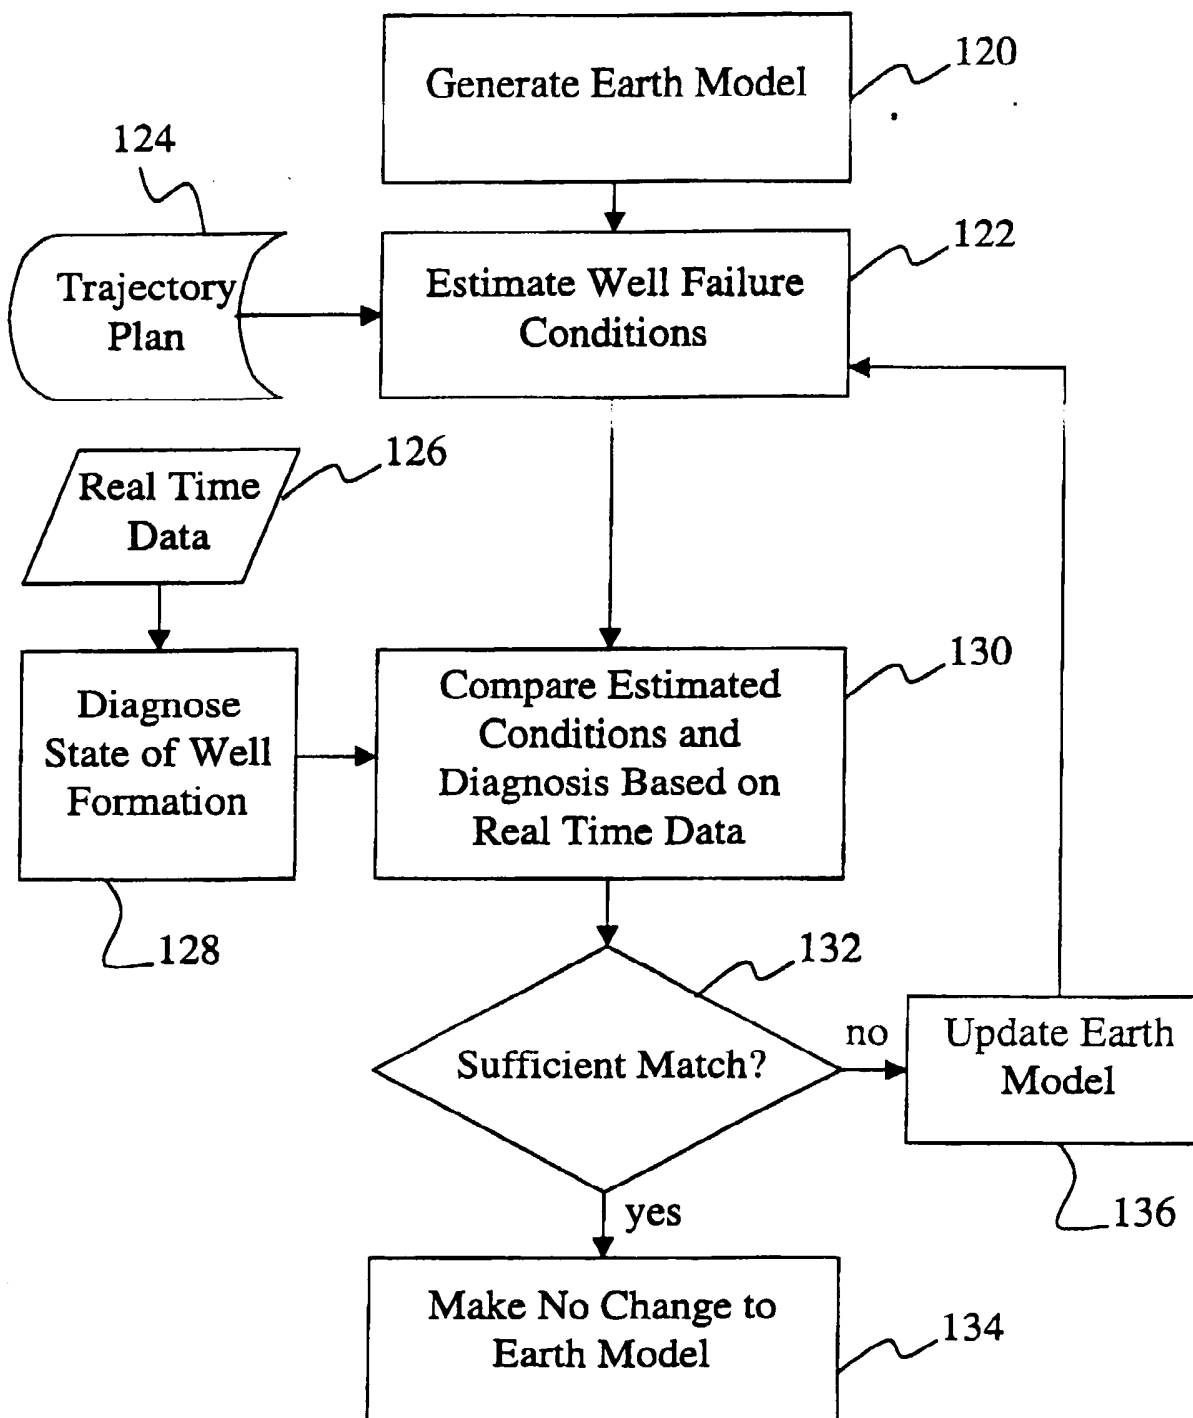 Generate Earth Model
120
124
Trajectory
Plan
Estimate Well Failure
Conditions
122
Real Time
Data
126
Diagnose
State of Well
Formation
128
Compare Estimated
Conditions and
Diagnosis Based on
Real Time Data
130
Sufficient Match?
132
no
Update Earth
Model
136
yes
Make No Change to
Earth Model
134